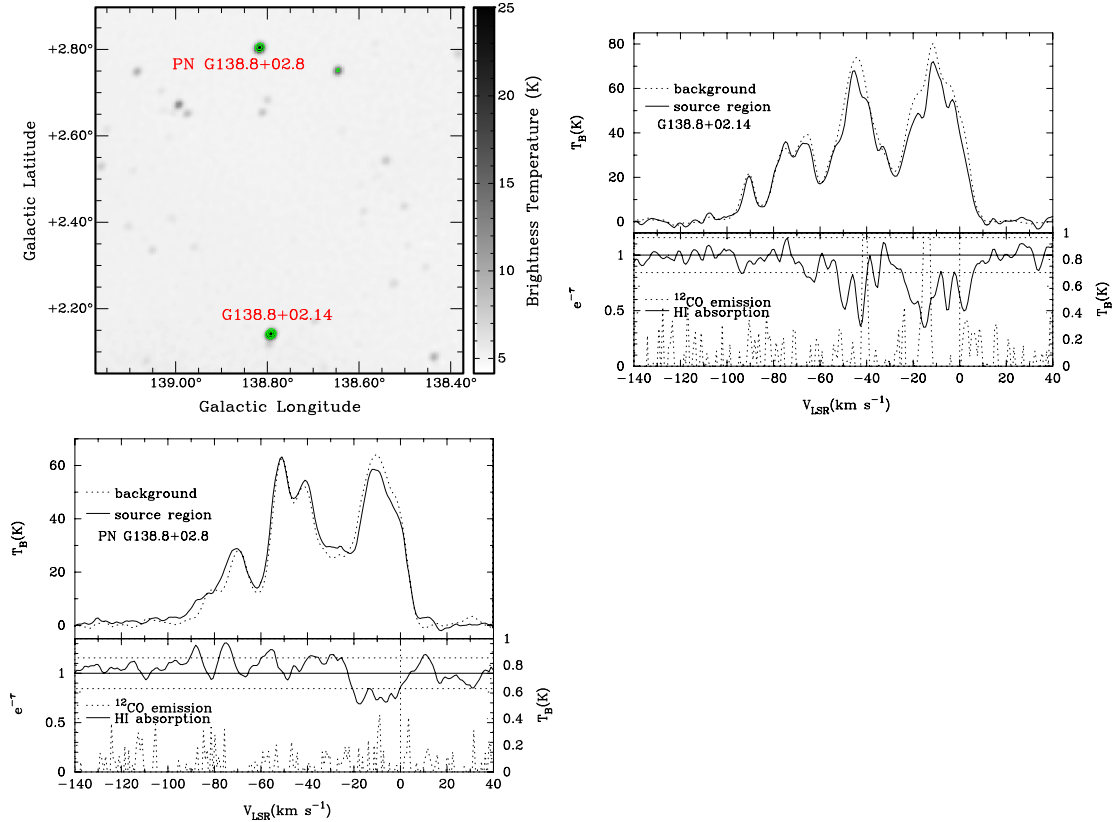 +2.80°
+2.60°
+2.40°
+2.20°
Galactic Latitude
PN G138.8+02.8
G138.8+02.14
139.00°
138.80°
138.60°
138.40°
Galactic Longitude
25
20
15
10
5
Brightness Temperature (K)
80
60
40
20
0
T_B(K)
background
source region
G138.8+02.14
1
0.5
0
e^-τ
12CO emission
HI absorption
1
0.8
0.6
0.4
0.2
0
T_B(K)
−140 −120 −100 −80 −60 −40 −20 0 20 40
V_LSR(km s^-1)
60
40
20
0
T_B(K)
background
source region
PN G138.8+02.8
1
0.5
0
e^-τ
12CO emission
HI absorption
1
0.8
0.6
0.4
0.2
0
T_B(K)
−140 −120 −100 −80 −60 −40 −20 0 20 40
V_LSR(km s^-1)